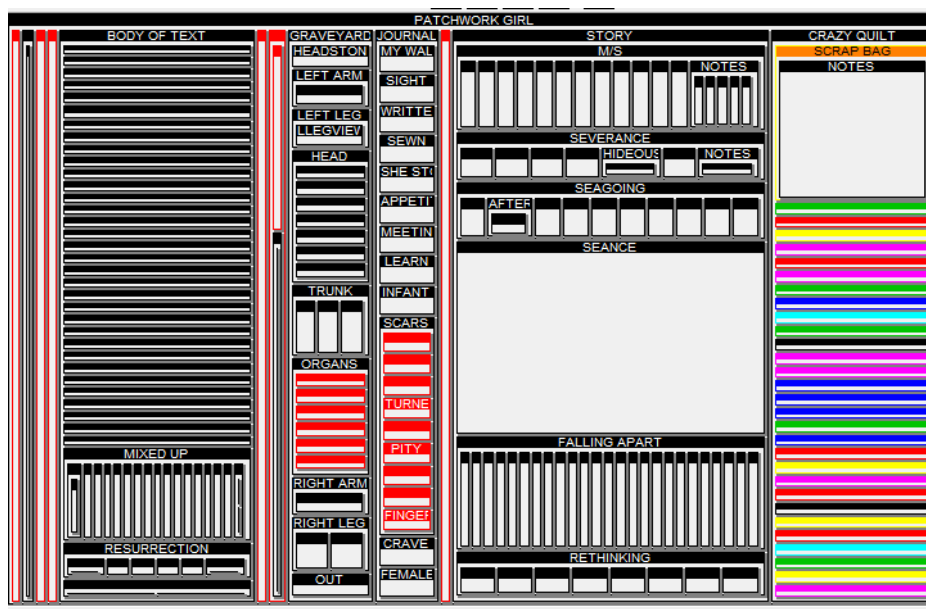 PATCHWORK GIRL
BODY OF TEXT
MIXED UP
RESURRECTION
GRAVEYARD
HEADSTON
LEFT ARM
LEFT LEG
LLEGVIEW
HEAD
TRUNK
ORGANS
RIGHT ARM
RIGHT LEG
OUT
JOURNAL
MY WAL
SIGHT
WRITTE
SEWN
SHE STO
APPETI
MEETIN
LEARN
INFANT
SCARS
TURNE
PITY
FINGER
CRAVE
FEMALE
STORY
M/S
NOTES
SEVERANCE
HIDEOUS
NOTES
SEAGOING
AFTER
SEANCE
FALLING APART
RETHINKING
CRAZY QUILT
SCRAP BAG
NOTES